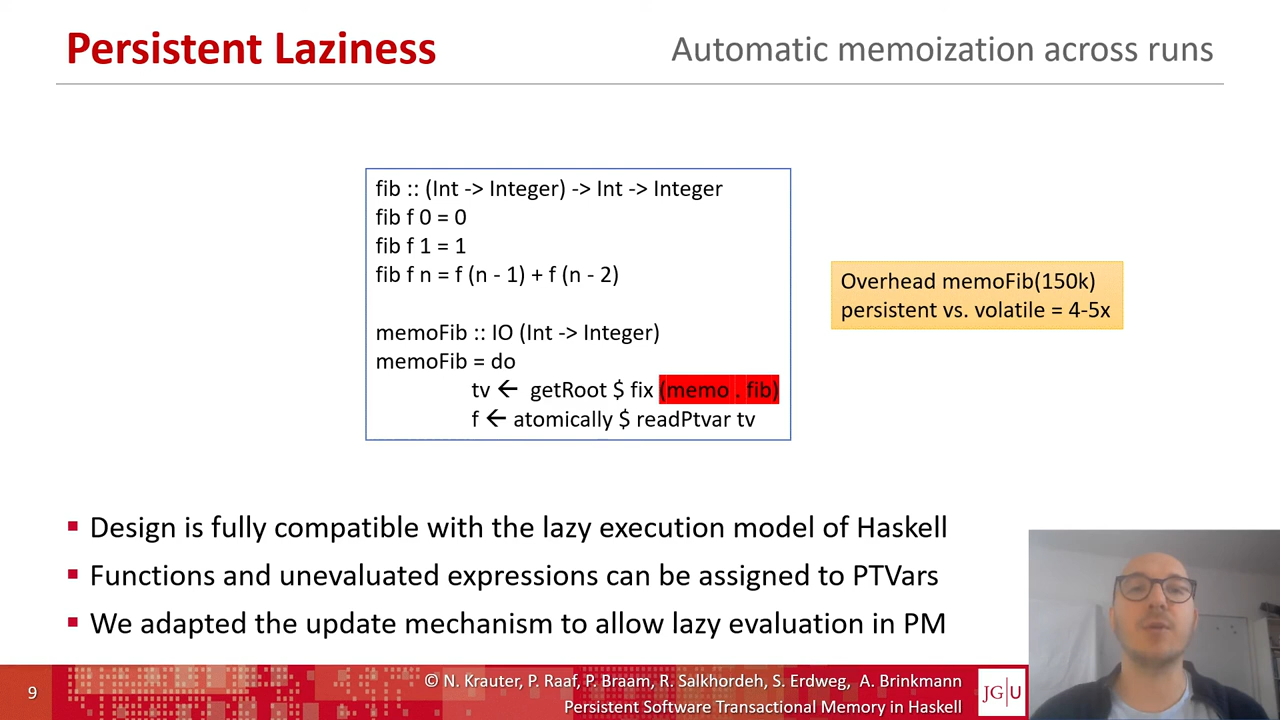 Persistent Laziness
Automatic memoization across runs
fib :: (Int -> Integer) -> Int -> Integer
fib f 0 = 0
fib f 1 = 1
fib f n = f (n - 1) + f (n - 2)
memoFib :: IO (Int -> Integer)
memoFib = do
tv ← getRoot $ fix (memo . fib)
f ← atomically $ readPtvar tv
Overhead memoFib(150k)
persistent vs. volatile = 4-5x
▪ Design is fully compatible with the lazy execution model of Haskell
▪ Functions and unevaluated expressions can be assigned to PTVars
▪ We adapted the update mechanism to allow lazy evaluation in PM
9
© N. Krauter, P. Raaf, P. Braam, R. Salkhordeh, S. Erdweg, A. Brinkmann
Persistent Software Transactional Memory in Haskell
JG|U